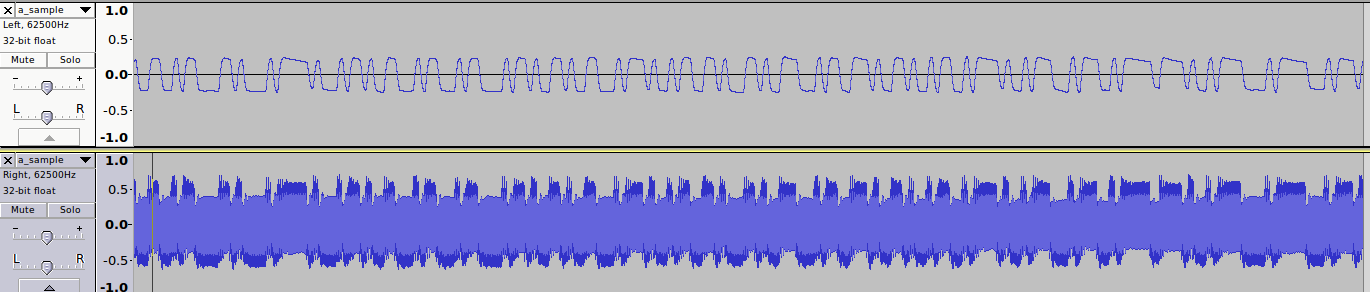 a_sample
Left, 62500Hz
32-bit float
Mute Solo
- +
L R
1.0
0.5-
0.0-
-0.5-
-1.0
a_sample
Right, 62500Hz
32-bit float
Mute Solo
- +
L R
1.0
0.5-
0.0-
-0.5-
-1.0